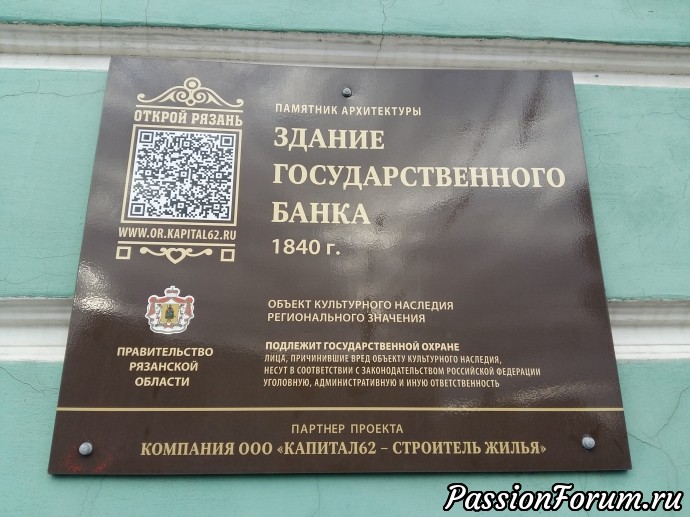 ОТКРОЙ РЯЗАНЬ
WWW.OR.KAPITAL62.RU
ПАМЯТНИК АРХИТЕКТУРЫ
ЗДАНИЕ
ГОСУДАРСТВЕННОГО
БАНКА
1840 г.
ПРАВИТЕЛЬСТВО
РЯЗАНСКОЙ
ОБЛАСТИ
ОБЪЕКТ КУЛЬТУРНОГО НАСЛЕДИЯ
РЕГИОНАЛЬНОГО ЗНАЧЕНИЯ
ПОДЛЕЖИТ ГОСУДАРСТВЕННОЙ ОХРАНЕ
ЛИЦА, ПРИЧИНИВШИЕ ВРЕД ОБЪЕКТУ КУЛЬТУРНОГО НАСЛЕДИЯ,
НЕСУТ В СООТВЕТСТВИИ С ЗАКОНОДАТЕЛЬСТВОМ РОССИЙСКОЙ ФЕДЕРАЦИИ
УГОЛОВНУЮ, АДМИНИСТРАТИВНУЮ И ИНУЮ ОТВЕТСТВЕННОСТЬ
ПАРТНЕР ПРОЕКТА
КОМПАНИЯ ООО «КАПИТАЛ62 – СТРОИТЕЛЬ ЖИЛЬЯ»
PassionForum.ru